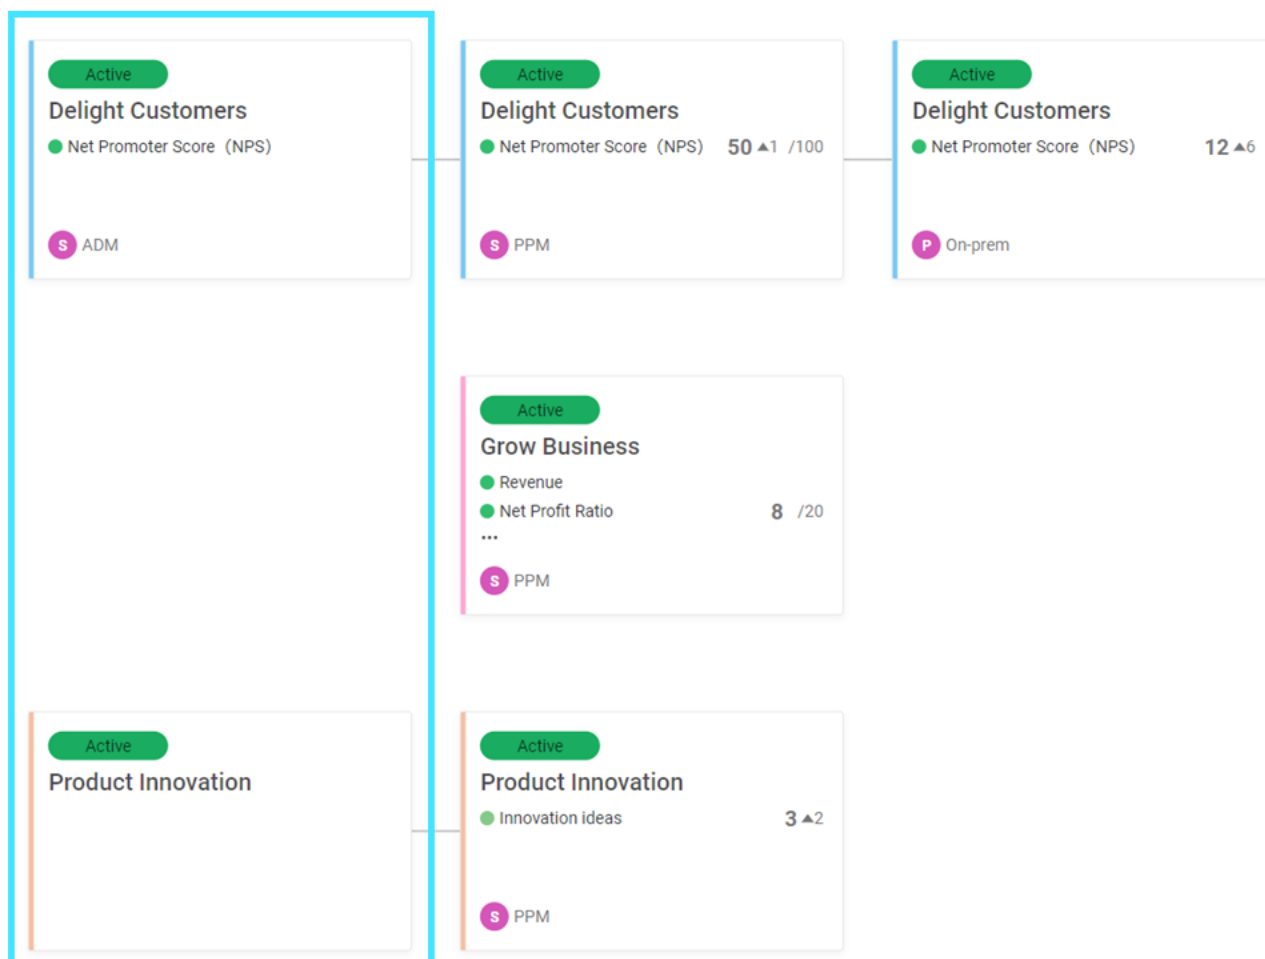 Active
Delight Customers
Net Promoter Score (NPS)
S ADM
Active
Delight Customers
Net Promoter Score (NPS) 50 ▲1 /100
S PPM
Active
Delight Customers
Net Promoter Score (NPS) 12 ▲6
P On-prem
Active
Grow Business
Revenue
Net Profit Ratio 8 /20
...
S PPM
Active
Product Innovation
Active
Product Innovation
Innovation ideas 3 ▲2
S PPM